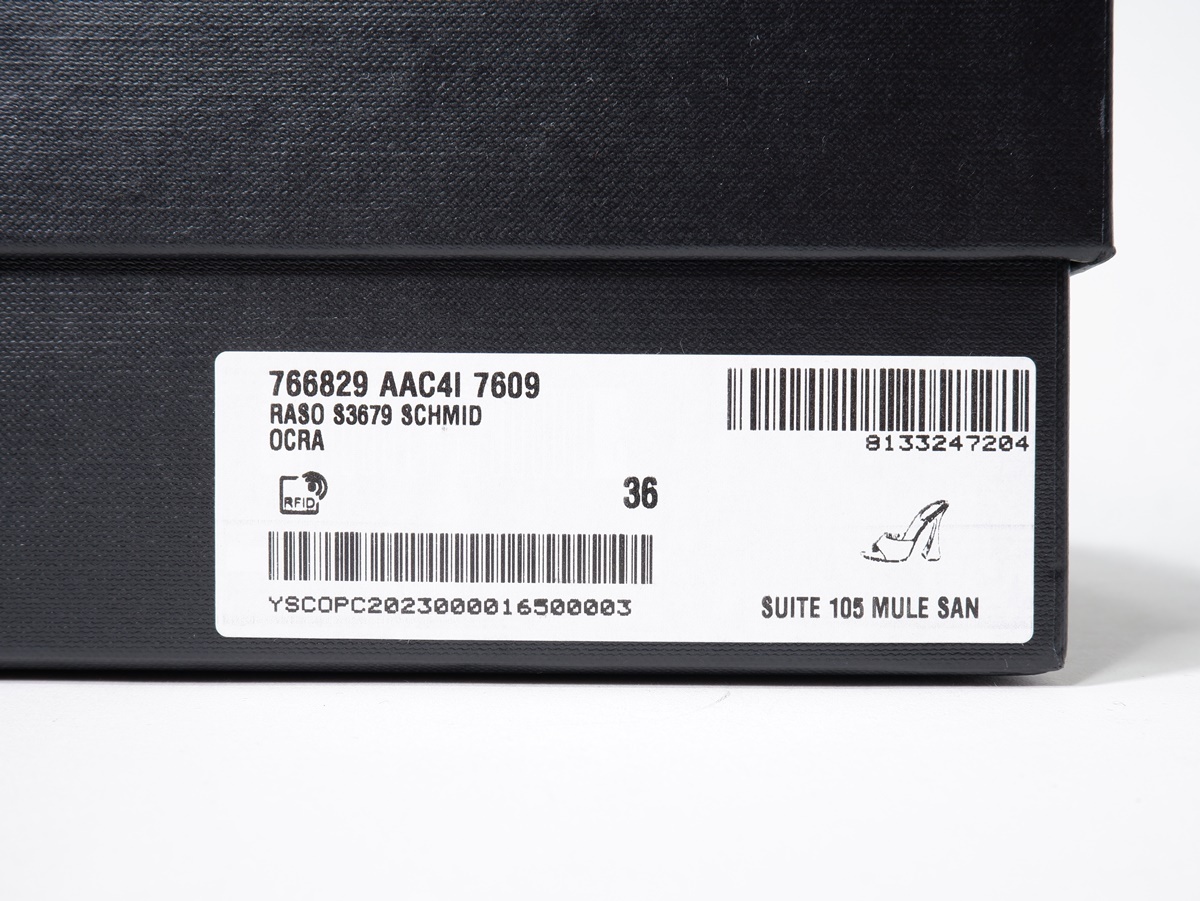 766829 AAC4I 7609
RASO S3679 SCHMID
OCRA
8133247204
RFID
36
YSCOPC2023000016500003
SUITE 105 MULE SAN